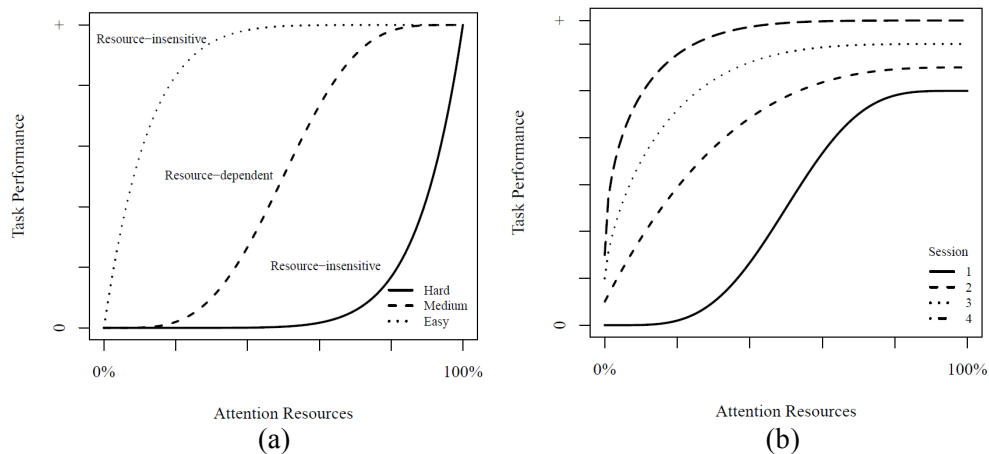 +
Resource−insensitive
Resource−dependent
Resource−insensitive
Hard
Medium
Easy
Task Performance
0
0%
100%
Attention Resources
(a)
+
Task Performance
Session
1
2
3
4
0
0%
100%
Attention Resources
(b)